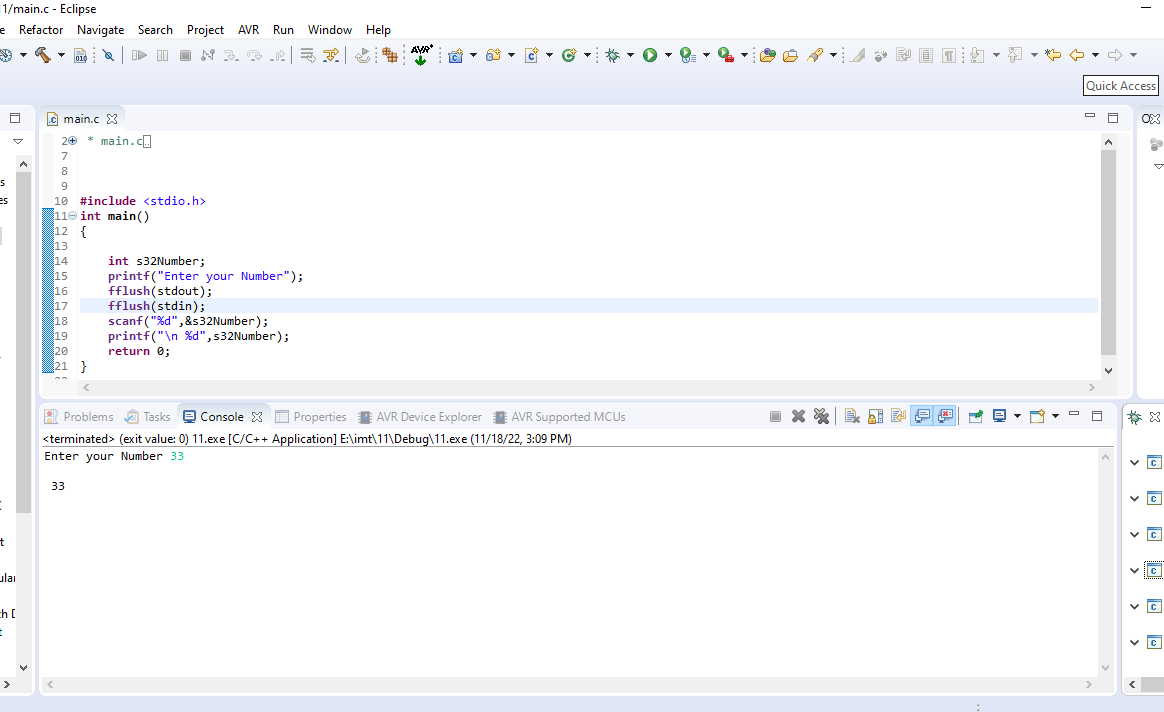 11/main.c - Eclipse
Refactor Navigate Search Project AVR Run Window Help
010
AVR
Quick Access
main.c
2 * main.c
7
8
9
10 #include <stdio.h>
11 int main()
12 {
13
14 int s32Number;
15 printf("Enter your Number");
16 fflush(stdout);
17 fflush(stdin);
18 scanf("%d",&s32Number);
19 printf("\n %d",s32Number);
20 return 0;
21 }
Problems Tasks Console Properties AVR Device Explorer AVR Supported MCUs
<terminated> (exit value: 0) 11.exe [C/C++ Application] E:\imt\11\Debug\11.exe (11/18/22, 3:09 PM)
Enter your Number 33
33